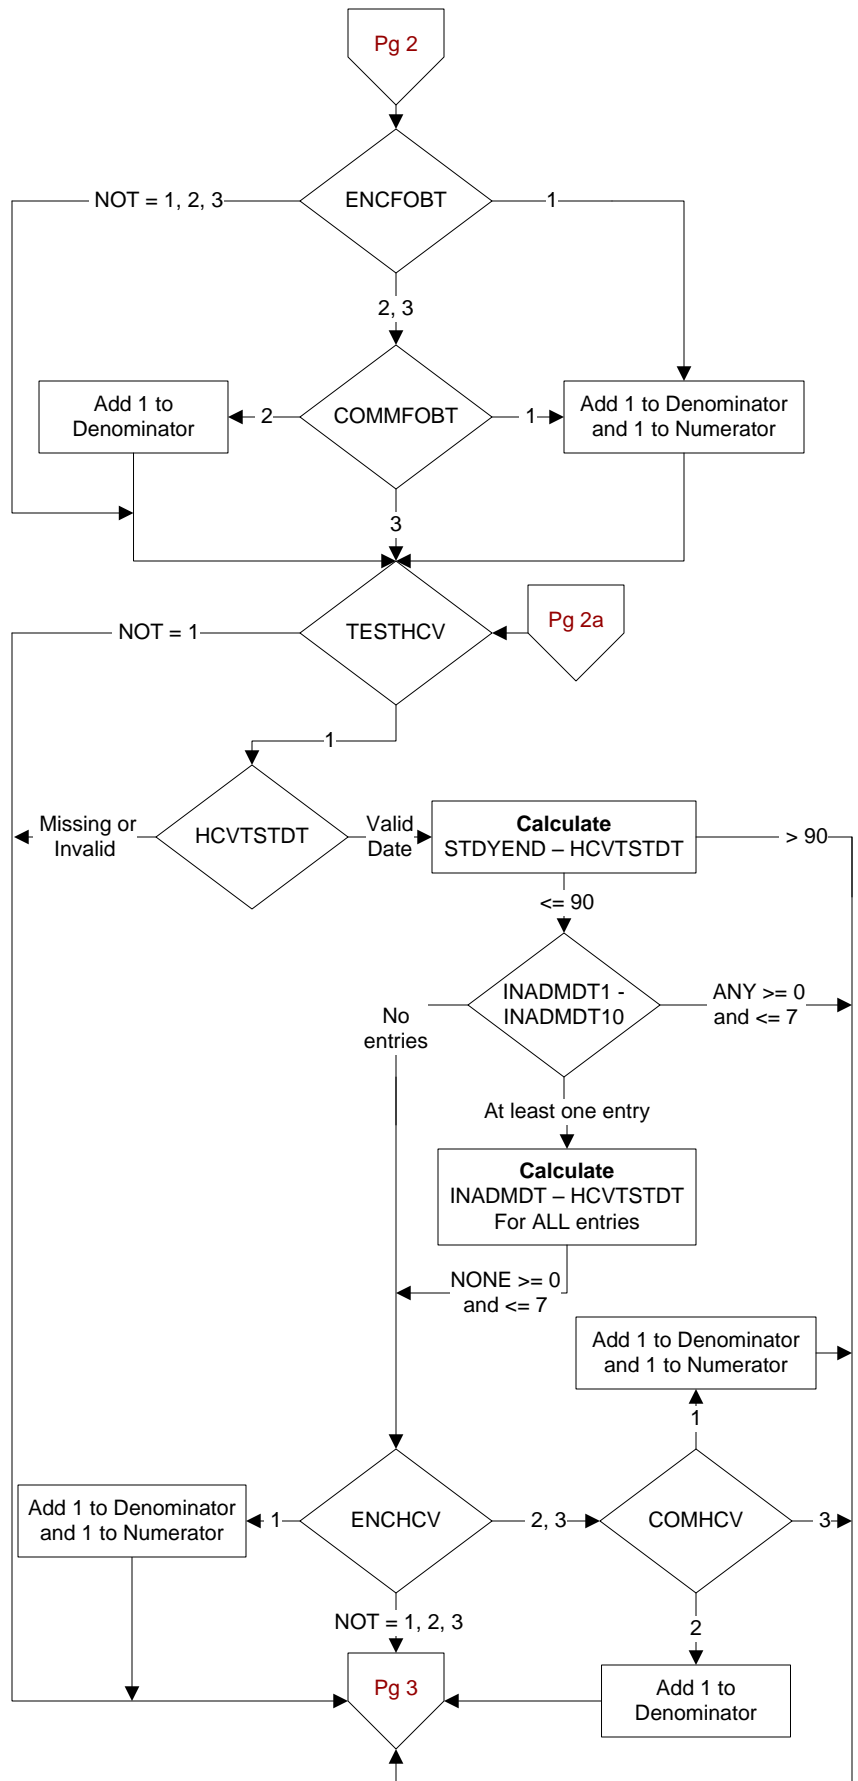 Pg 2
ENCFOBT
NOT = 1, 2, 3
1
2, 3
Add 1 to
Denominator
2
COMMFOBT
1
Add 1 to Denominator
and 1 to Numerator
3
Pg 2a
NOT = 1
TESTHCV
1
Missing or
Invalid
HCVTSTDT
Valid
Date
Calculate
STDYEND – HCVTSTDT
> 90
<= 90
INADMDT1 -
INADMDT10
ANY >= 0
and <= 7
No
entries
At least one entry
Calculate
INADMDT – HCVTSTDT
For ALL entries
NONE >= 0
and <= 7
Add 1 to Denominator
and 1 to Numerator
1
Add 1 to Denominator
and 1 to Numerator
1
ENCHCV
2, 3
COMHCV
3
NOT = 1, 2, 3
2
Pg 3
Add 1 to
Denominator